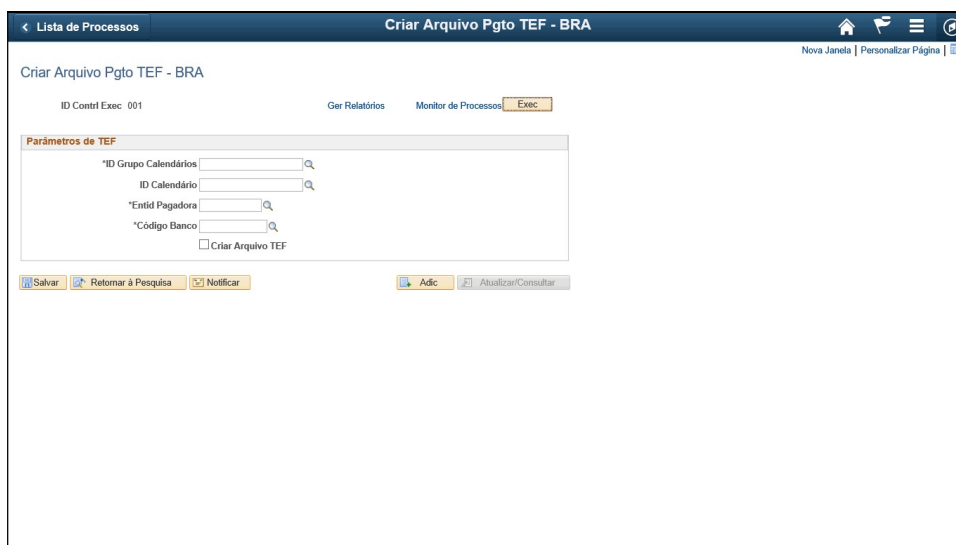 Lista de Processos
Criar Arquivo Pgto TEF - BRA
Nova Janela | Personalizar Página |
Criar Arquivo Pgto TEF - BRA
ID Contrl Exec 001 Ger Relatórios Monitor de Processos Exec
Parâmetros de TEF
*ID Grupo Calendários
ID Calendário
*Entid Pagadora
*Código Banco
Criar Arquivo TEF
Salvar Retornar à Pesquisa Notificar Adic Atualizar/Consultar